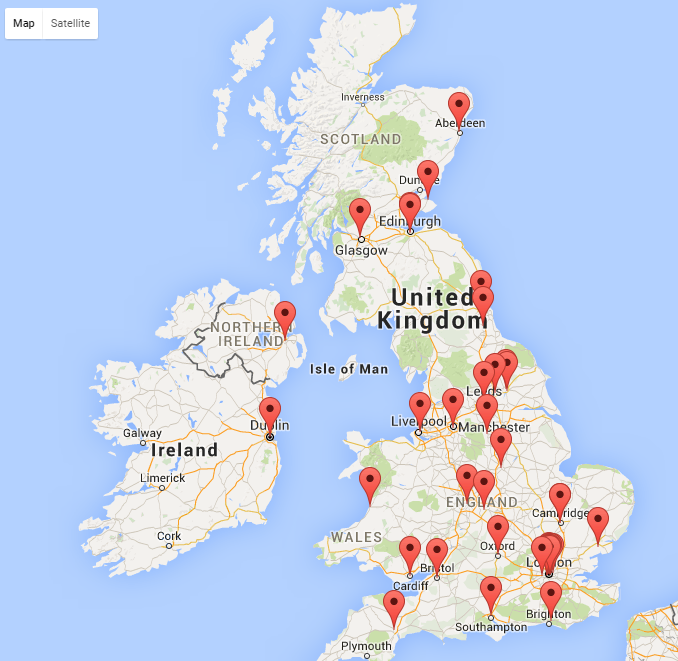 Map Satellite
Inverness
Aberdeen
SCOTLAND
Dundee
Edinburgh
Glasgow
United
Kingdom
NORTHERN
IRELAND
Isle of Man
Leeds
Liverpool
Manchester
Dublin
Galway
Ireland
Limerick
ENGLAND
Cambridge
WALES
Cork
Oxford
London
Bristol
Cardiff
Brighton
Southampton
Plymouth